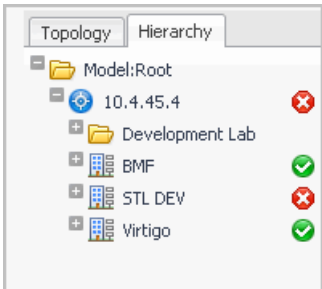 Topology Hierarchy
Model:Root
10.4.45.4
Development Lab
BMF
STL DEV
Virtigo